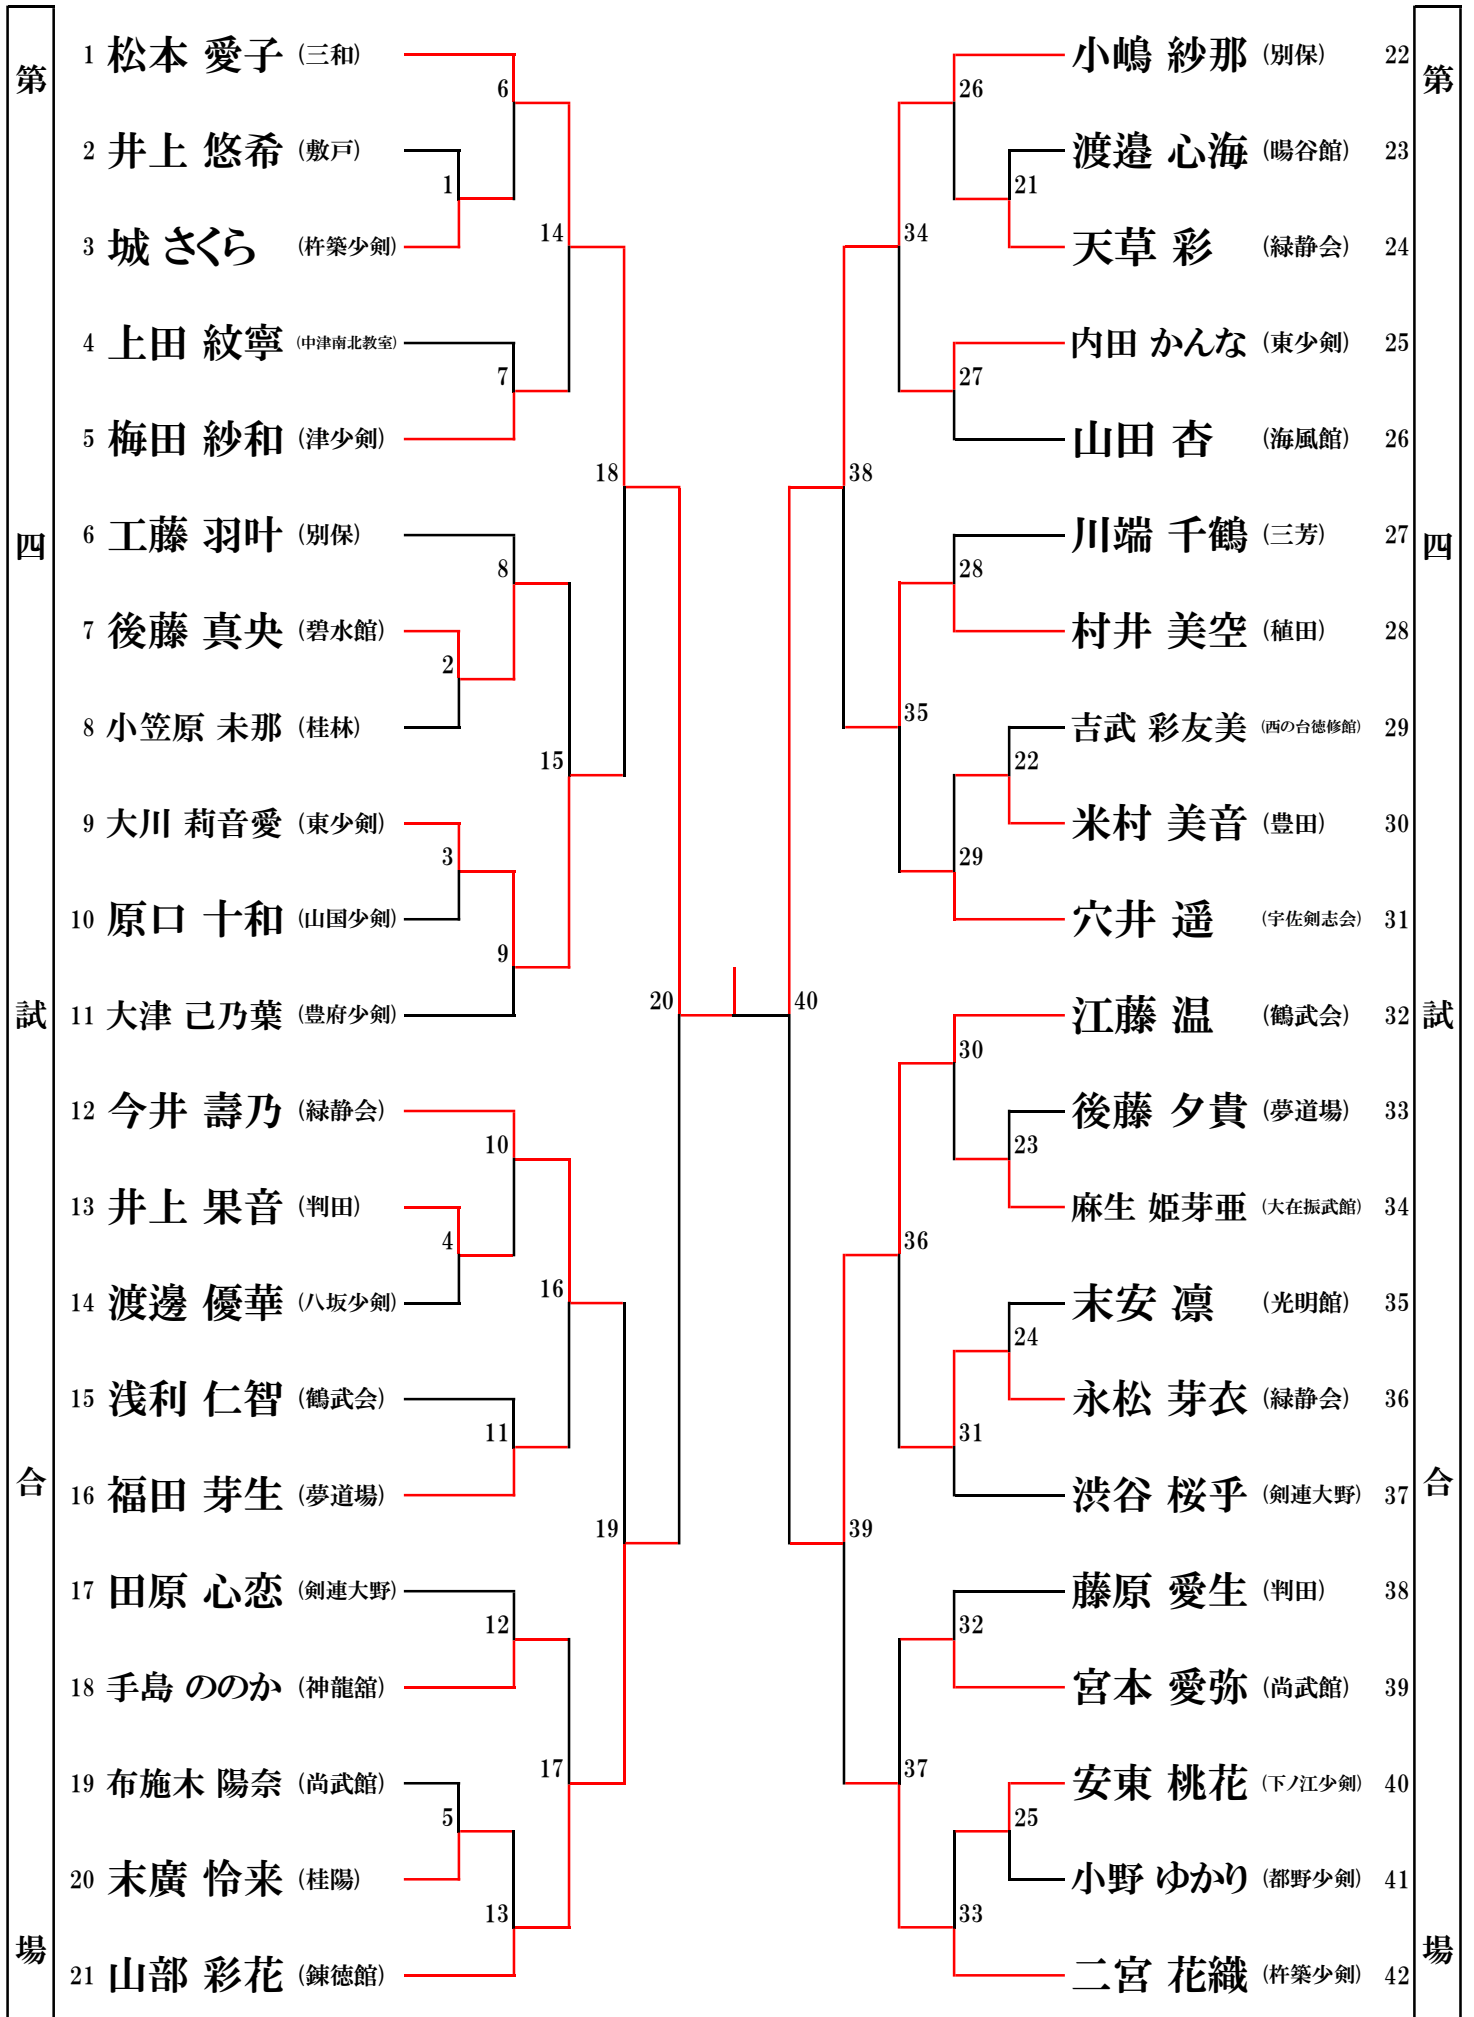 第四試合場
1 松本 愛子 (三和)
2 井上 悠希 (敷戸)
3 城 さくら (杵築少剣)
4 上田 紋寧 (中津南北教室)
5 梅田 紗和 (津少剣)
6 工藤 羽叶 (別保)
7 後藤 真央 (碧水館)
8 小笠原 未那 (桂林)
9 大川 莉音愛 (東少剣)
10 原口 十和 (山国少剣)
11 大津 己乃葉 (豊府少剣)
12 今井 壽乃 (緑静会)
13 井上 果音 (判田)
14 渡邊 優華 (八坂少剣)
15 浅利 仁智 (鶴武会)
16 福田 芽生 (夢道場)
17 田原 心恋 (剣連大野)
18 手島 ののか (神龍舘)
19 布施木 陽奈 (尚武館)
20 末廣 怜来 (桂陽)
21 山部 彩花 (錬徳館)
1
2
3
4
5
6
7
8
9
10
11
12
13
14
15
16
17
18
19
20
40
38
39
34
35
36
37
26
27
28
29
30
31
32
33
21
22
23
24
25
小嶋 紗那 (別保) 22
渡邉 心海 (暘谷館) 23
天草 彩 (緑静会) 24
内田 かんな (東少剣) 25
山田 杏 (海風館) 26
川端 千鶴 (三芳) 27
村井 美空 (稙田) 28
吉武 彩友美 (西の台徳修館) 29
米村 美音 (豊田) 30
穴井 遥 (宇佐剣志会) 31
江藤 温 (鶴武会) 32
後藤 夕貴 (夢道場) 33
麻生 姫芽亜 (大在振武館) 34
末安 凛 (光明館) 35
永松 芽衣 (緑静会) 36
渋谷 桜乎 (剣連大野) 37
藤原 愛生 (判田) 38
宮本 愛弥 (尚武館) 39
安東 桃花 (下ノ江少剣) 40
小野 ゆかり (都野少剣) 41
二宮 花織 (杵築少剣) 42
第四試合場